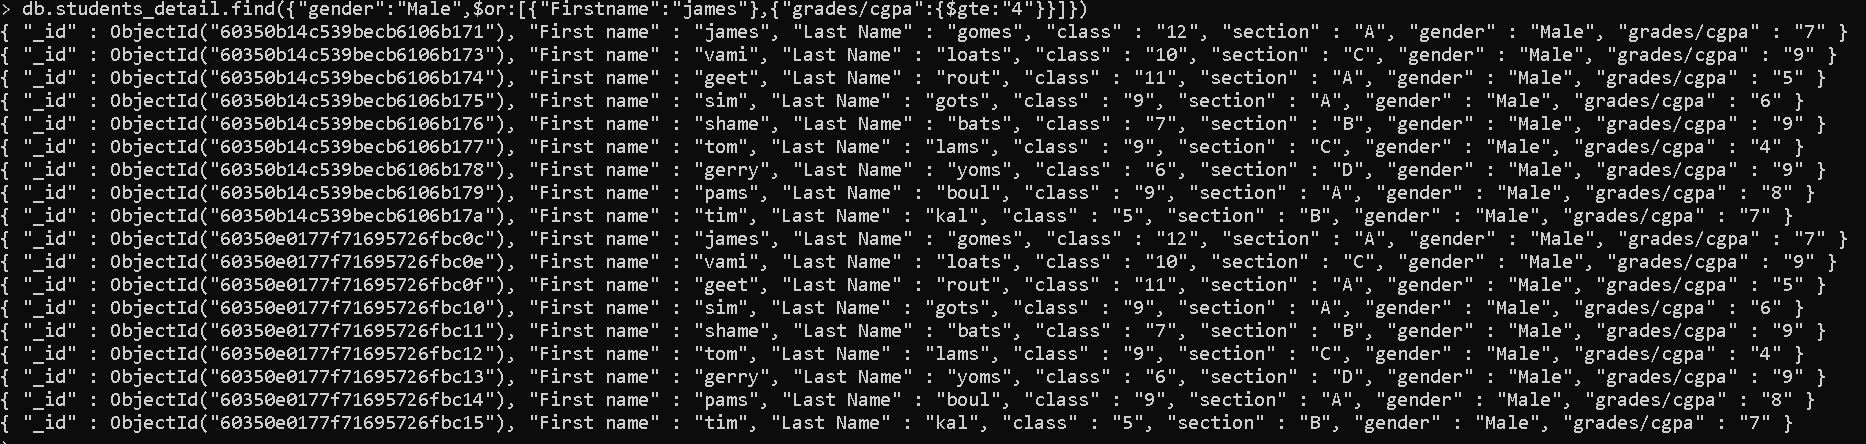 > db.students_detail.find({"gender":"Male",$or:[{"Firstname":"james"},{"grades/cgpa":{$gte:"4"}}]})
{ "_id" : ObjectId("60350b14c539becb6106b171"), "First name" : "james", "Last Name" : "gomes", "class" : "12", "section" : "A", "gender" : "Male", "grades/cgpa" : "7" }
{ "_id" : ObjectId("60350b14c539becb6106b173"), "First name" : "vami", "Last Name" : "loats", "class" : "10", "section" : "C", "gender" : "Male", "grades/cgpa" : "9" }
{ "_id" : ObjectId("60350b14c539becb6106b174"), "First name" : "geet", "Last Name" : "rout", "class" : "11", "section" : "A", "gender" : "Male", "grades/cgpa" : "5" }
{ "_id" : ObjectId("60350b14c539becb6106b175"), "First name" : "sim", "Last Name" : "gots", "class" : "9", "section" : "A", "gender" : "Male", "grades/cgpa" : "6" }
{ "_id" : ObjectId("60350b14c539becb6106b176"), "First name" : "shame", "Last Name" : "bats", "class" : "7", "section" : "B", "gender" : "Male", "grades/cgpa" : "9" }
{ "_id" : ObjectId("60350b14c539becb6106b177"), "First name" : "tom", "Last Name" : "lams", "class" : "9", "section" : "C", "gender" : "Male", "grades/cgpa" : "4" }
{ "_id" : ObjectId("60350b14c539becb6106b178"), "First name" : "gerry", "Last Name" : "yoms", "class" : "6", "section" : "D", "gender" : "Male", "grades/cgpa" : "9" }
{ "_id" : ObjectId("60350b14c539becb6106b179"), "First name" : "pams", "Last Name" : "boul", "class" : "9", "section" : "A", "gender" : "Male", "grades/cgpa" : "8" }
{ "_id" : ObjectId("60350b14c539becb6106b17a"), "First name" : "tim", "Last Name" : "kal", "class" : "5", "section" : "B", "gender" : "Male", "grades/cgpa" : "7" }
{ "_id" : ObjectId("60350e0177f71695726fbc0c"), "First name" : "james", "Last Name" : "gomes", "class" : "12", "section" : "A", "gender" : "Male", "grades/cgpa" : "7" }
{ "_id" : ObjectId("60350e0177f71695726fbc0e"), "First name" : "vami", "Last Name" : "loats", "class" : "10", "section" : "C", "gender" : "Male", "grades/cgpa" : "9" }
{ "_id" : ObjectId("60350e0177f71695726fbc0f"), "First name" : "geet", "Last Name" : "rout", "class" : "11", "section" : "A", "gender" : "Male", "grades/cgpa" : "5" }
{ "_id" : ObjectId("60350e0177f71695726fbc10"), "First name" : "sim", "Last Name" : "gots", "class" : "9", "section" : "A", "gender" : "Male", "grades/cgpa" : "6" }
{ "_id" : ObjectId("60350e0177f71695726fbc11"), "First name" : "shame", "Last Name" : "bats", "class" : "7", "section" : "B", "gender" : "Male", "grades/cgpa" : "9" }
{ "_id" : ObjectId("60350e0177f71695726fbc12"), "First name" : "tom", "Last Name" : "lams", "class" : "9", "section" : "C", "gender" : "Male", "grades/cgpa" : "4" }
{ "_id" : ObjectId("60350e0177f71695726fbc13"), "First name" : "gerry", "Last Name" : "yoms", "class" : "6", "section" : "D", "gender" : "Male", "grades/cgpa" : "9" }
{ "_id" : ObjectId("60350e0177f71695726fbc14"), "First name" : "pams", "Last Name" : "boul", "class" : "9", "section" : "A", "gender" : "Male", "grades/cgpa" : "8" }
{ "_id" : ObjectId("60350e0177f71695726fbc15"), "First name" : "tim", "Last Name" : "kal", "class" : "5", "section" : "B", "gender" : "Male", "grades/cgpa" : "7" }